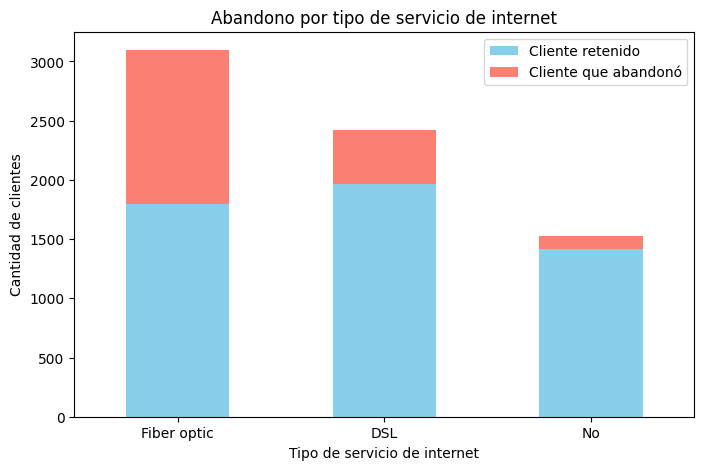 Abandono por tipo de servicio de internet
Cliente retenido
Cliente que abandonó
Cantidad de clientes
3000
2500
2000
1500
1000
500
0
Fiber optic
DSL
No
Tipo de servicio de internet